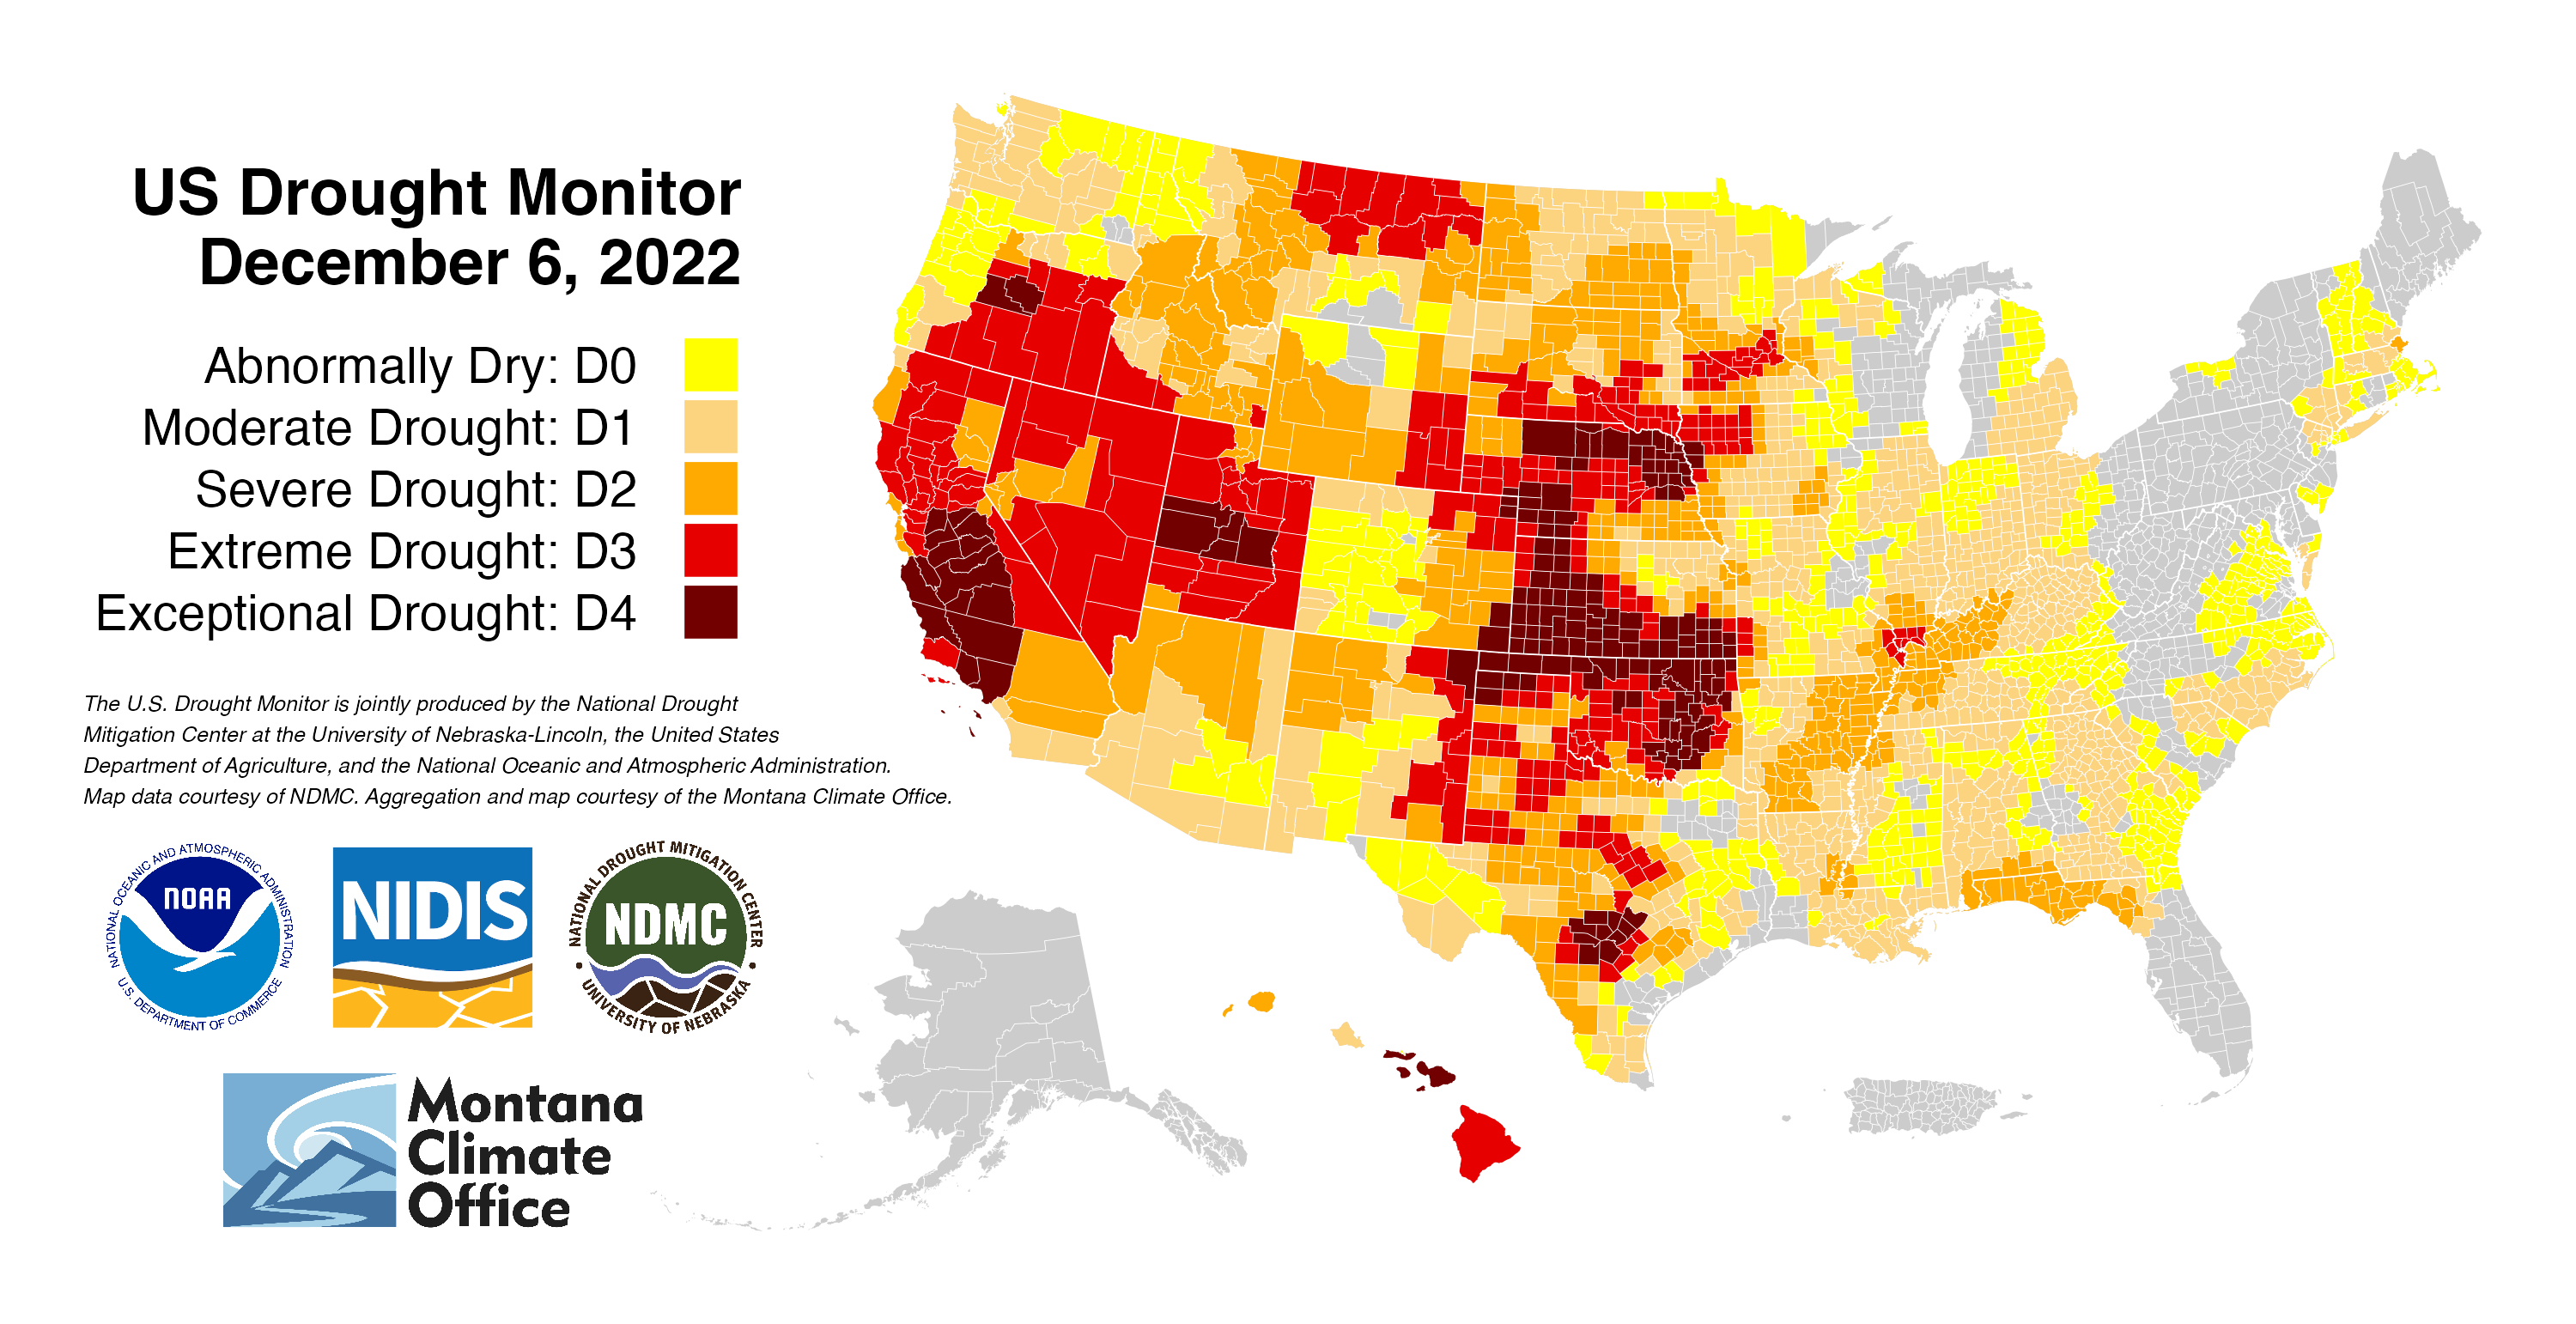 US Drought Monitor
December 6, 2022
Abnormally Dry: D0
Moderate Drought: D1
Severe Drought: D2
Extreme Drought: D3
Exceptional Drought: D4
The U.S. Drought Monitor is jointly produced by the National Drought
Mitigation Center at the University of Nebraska-Lincoln, the United States
Department of Agriculture, and the National Oceanic and Atmospheric Administration.
Map data courtesy of NDMC. Aggregation and map courtesy of the Montana Climate Office.
NATIONAL OCEANIC AND ATMOSPHERIC ADMINISTRATION
NOAA
U.S. DEPARTMENT OF COMMERCE
NIDIS
NATIONAL DROUGHT MITIGATION CENTER
NDMC
UNIVERSITY OF NEBRASKA
Montana
Climate
Office